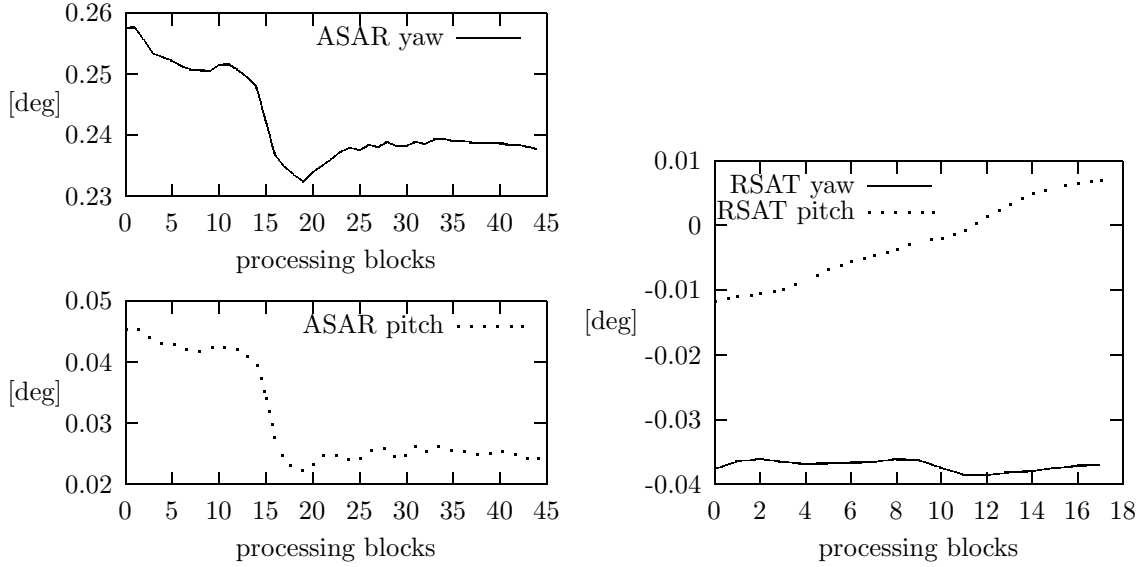 0.26
ASAR yaw
0.25
[deg]
0.24
0.23
0 5 10 15 20 25 30 35 40 45
processing blocks
0.05
ASAR pitch
0.04
[deg]
0.03
0.02
0 5 10 15 20 25 30 35 40 45
processing blocks
0.01
RSAT yaw
RSAT pitch
0
-0.01
[deg]
-0.02
-0.03
-0.04
0 2 4 6 8 10 12 14 16 18
processing blocks